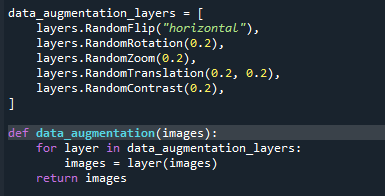 data_augmentation_layers = [
    layers.RandomFlip("horizontal"),
    layers.RandomRotation(0.2),
    layers.RandomZoom(0.2),
    layers.RandomTranslation(0.2, 0.2),
    layers.RandomContrast(0.2),
]
def data_augmentation(images):
    for layer in data_augmentation_layers:
        images = layer(images)
    return images